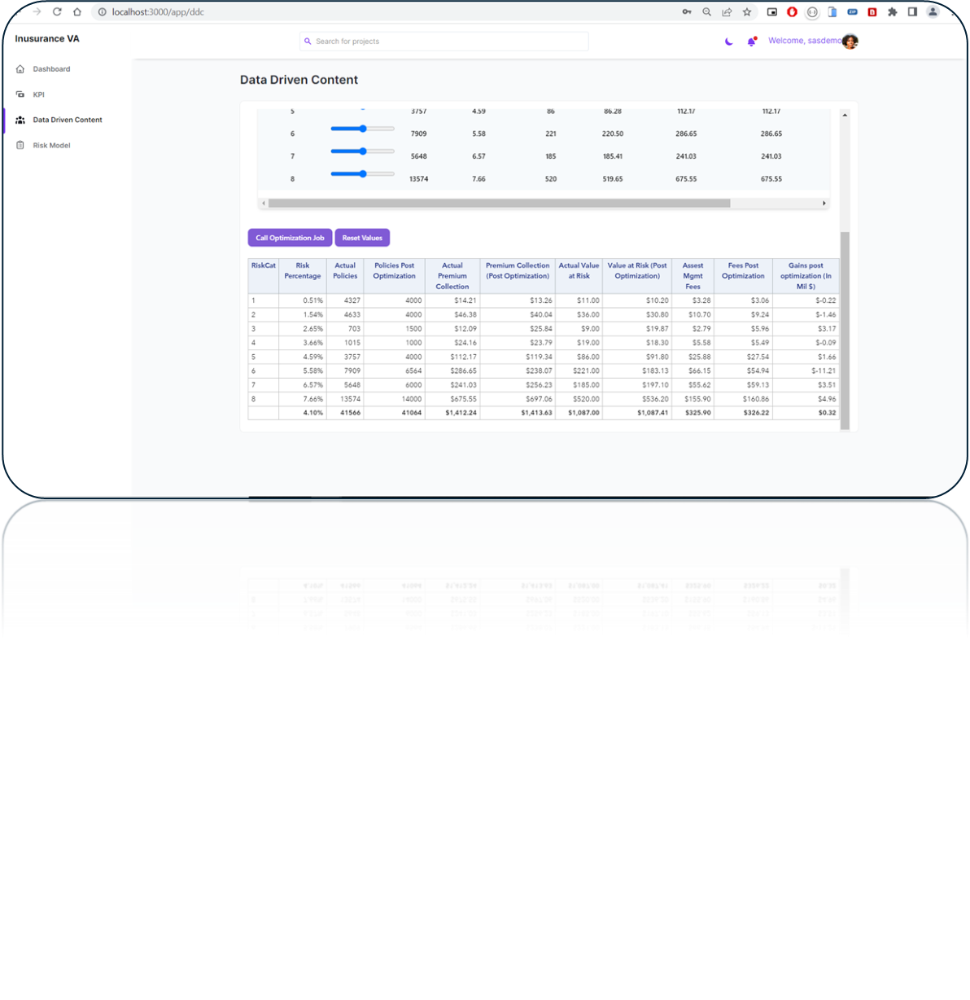 localhost:3000/app/ddc
Inusurance VA
Search for projects
Welcome, sasdemo
Dashboard
KPI
Data Driven Content
Risk Model
Data Driven Content
5 3757 4.59 86 86.28 112.17 112.17
6 7909 5.58 221 220.50 286.65 286.65
7 5648 6.57 185 185.41 241.03 241.03
8 13574 7.66 520 519.65 675.55 675.55
Call Optimization Job Reset Values
RiskCat Risk Actual Policies Post Actual Premium Collection Actual Value Value at Risk (Post Assest Fees Post Gains post
Percentage Policies Optimization Premium (Post Optimization) at Risk Optimization) Mgmt Optimization optimization (In
Collection Fees Mil $)
1 0.51% 4327 4000 $14.21 $13.26 $11.00 $10.20 $3.28 $3.06 $-0.22
2 1.54% 4633 4000 $46.38 $40.04 $36.00 $30.80 $10.70 $9.24 $-1.46
3 2.65% 703 1500 $12.09 $25.84 $9.00 $19.87 $2.79 $5.96 $3.17
4 3.66% 1015 1000 $24.16 $23.79 $19.00 $18.30 $5.58 $5.49 $-0.09
5 4.59% 3757 4000 $112.17 $119.34 $86.00 $91.80 $25.88 $27.54 $1.66
6 5.58% 7909 6564 $286.65 $238.07 $221.00 $183.13 $66.15 $54.94 $-11.21
7 6.57% 5648 6000 $241.03 $256.23 $185.00 $197.10 $55.62 $59.13 $3.51
8 7.66% 13574 14000 $675.55 $697.06 $520.00 $536.20 $155.90 $160.86 $4.96
4.10% 41566 41064 $1,412.24 $1,413.63 $1,087.00 $1,087.41 $325.90 $326.22 $0.32